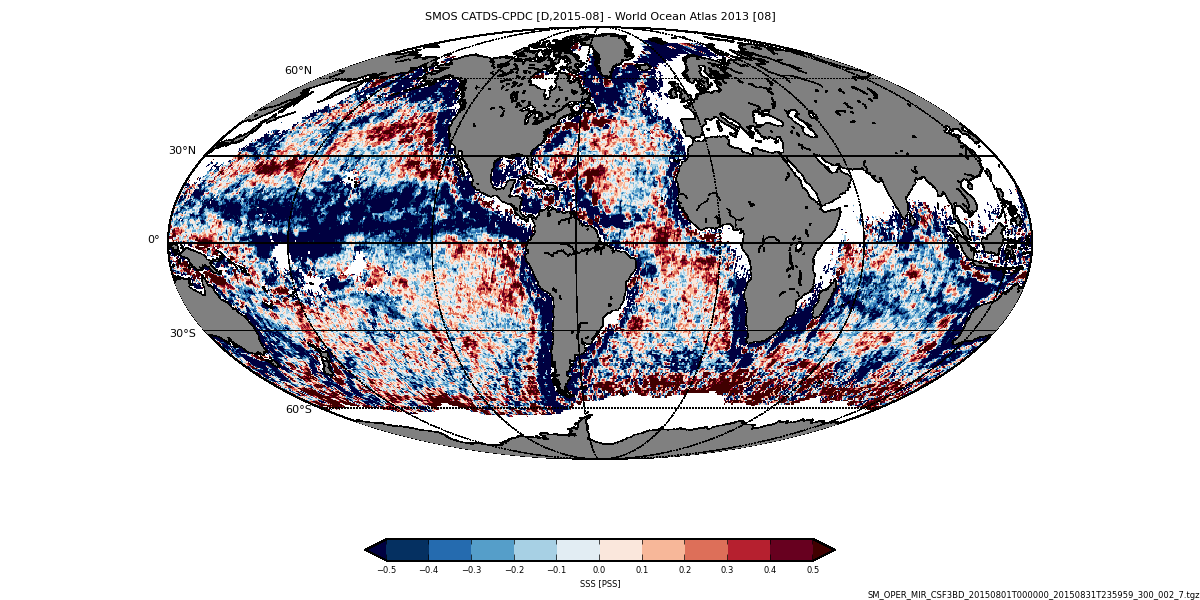 SMOS CATDS-CPDC [D,2015-08] - World Ocean Atlas 2013 [08]
60°N
30°N
0°
30°S
60°S
−0.5 −0.4 −0.3 −0.2 −0.1 0.0 0.1 0.2 0.3 0.4 0.5
SSS [PSS]
SM_OPER_MIR_CSF3BD_20150801T000000_20150831T235959_300_002_7.tgz